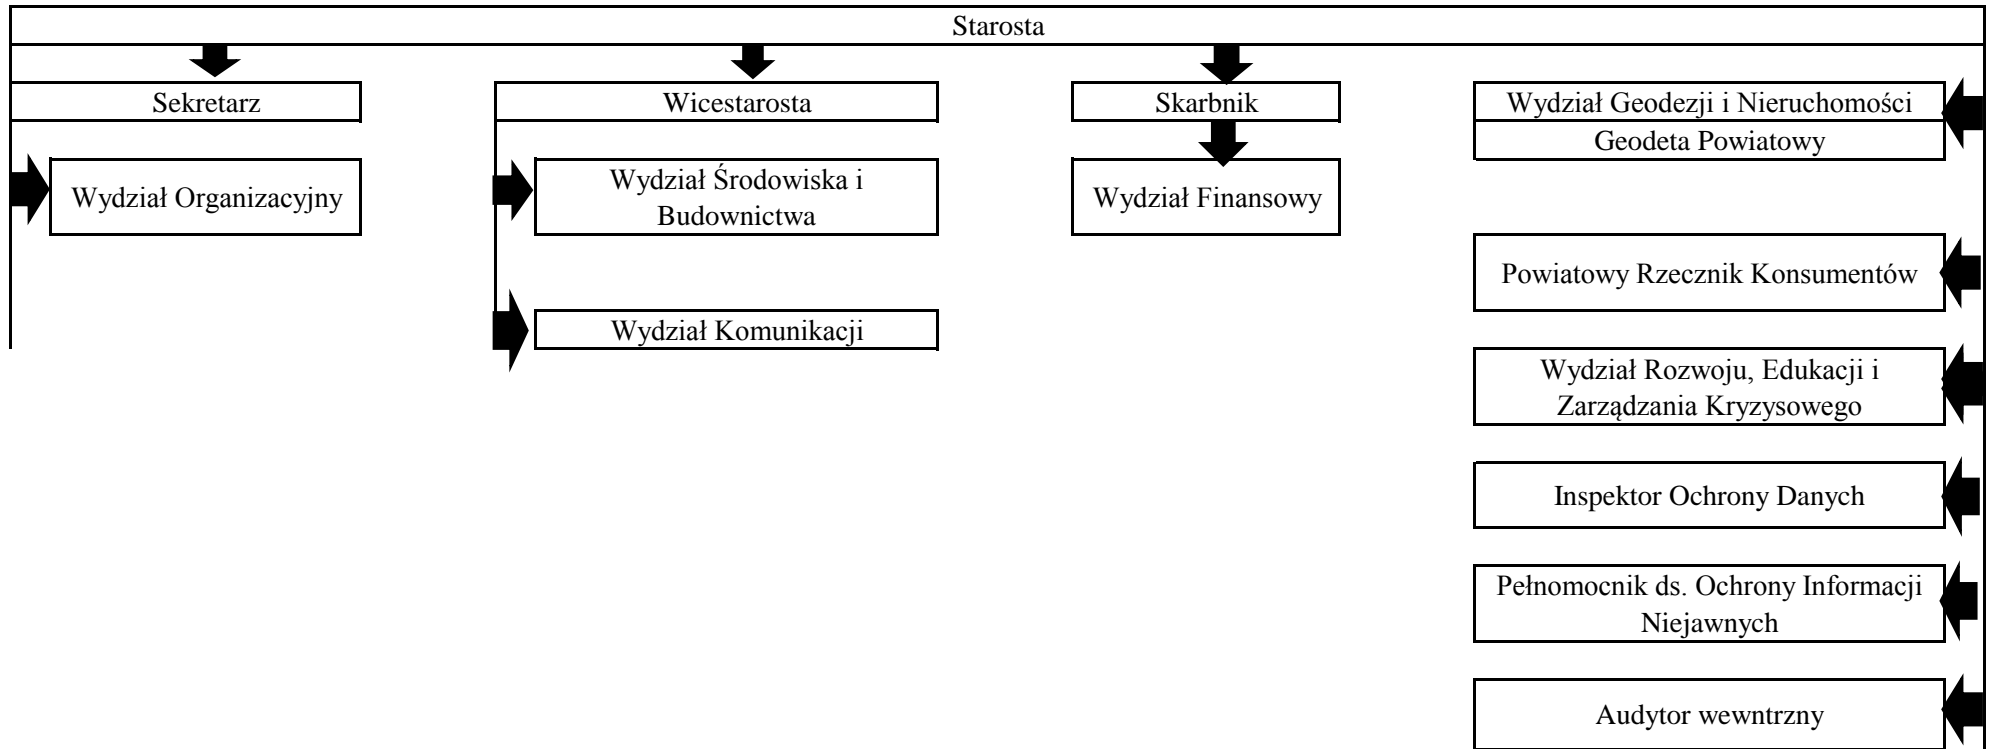 Starosta
Sekretarz
Wicestarosta
Skarbnik
Wydział Geodezji i Nieruchomości
Geodeta Powiatowy
Wydział Organizacyjny
Wydział Środowiska i
Budownictwa
Wydział Finansowy
Powiatowy Rzecznik Konsumentów
Wydział Komunikacji
Wydział Rozwoju, Edukacji i
Zarządzania Kryzysowego
Inspektor Ochrony Danych
Pełnomocnik ds. Ochrony Informacji
Niejawnych
Audytor wewntrzny